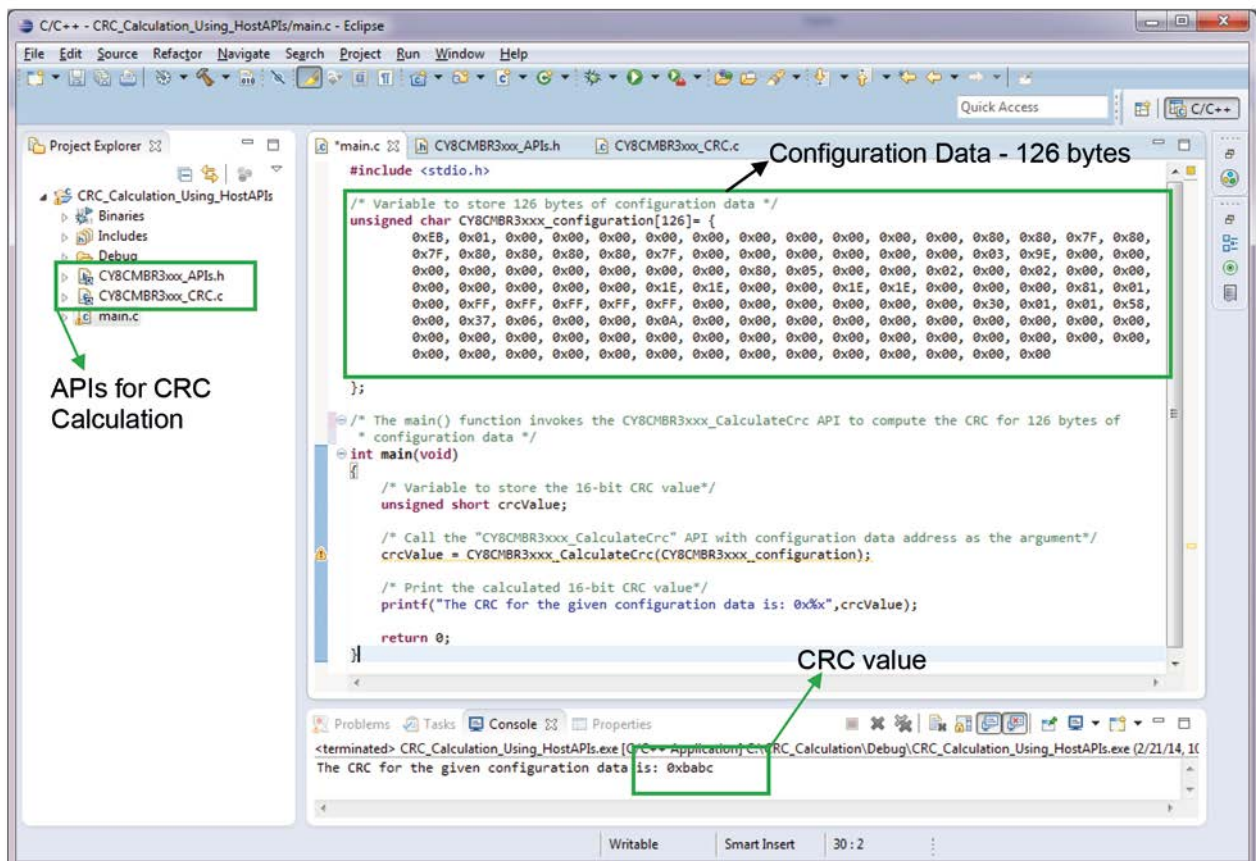 C/C++ - CRC_Calculation_Using_HostAPIs/main.c - Eclipse
File Edit Source Refactor Navigate Search Project Run Window Help
Quick Access
C/C++
Project Explorer
CRC_Calculation_Using_HostAPIs
Binaries
Includes
Debug
CY8CMBR3xxx_APIs.h
CY8CMBR3xxx_CRC.c
main.c
APIs for CRC
Calculation
*main.c CY8CMBR3xxx_APIs.h CY8CMBR3xxx_CRC.c
Configuration Data - 126 bytes
#include <stdio.h>
/* Variable to store 126 bytes of configuration data */
unsigned char CY8CMBR3xxx_configuration[126]= {
0xEB, 0x01, 0x00, 0x00, 0x00, 0x00, 0x00, 0x00, 0x00, 0x00, 0x00, 0x00, 0x80, 0x80, 0x7F, 0x80,
0x7F, 0x80, 0x80, 0x80, 0x80, 0x7F, 0x00, 0x00, 0x00, 0x00, 0x00, 0x00, 0x03, 0x9E, 0x00, 0x00,
0x00, 0x00, 0x00, 0x00, 0x00, 0x00, 0x00, 0x80, 0x05, 0x00, 0x00, 0x02, 0x00, 0x02, 0x00, 0x00,
0x00, 0x00, 0x00, 0x00, 0x00, 0x1E, 0x1E, 0x00, 0x00, 0x1E, 0x1E, 0x00, 0x00, 0x00, 0x81, 0x01,
0x00, 0xFF, 0xFF, 0xFF, 0xFF, 0xFF, 0x00, 0x00, 0x00, 0x00, 0x00, 0x00, 0x30, 0x01, 0x01, 0x58,
0x00, 0x37, 0x06, 0x00, 0x00, 0x0A, 0x00, 0x00, 0x00, 0x00, 0x00, 0x00, 0x00, 0x00, 0x00, 0x00,
0x00, 0x00, 0x00, 0x00, 0x00, 0x00, 0x00, 0x00, 0x00, 0x00, 0x00, 0x00, 0x00, 0x00, 0x00, 0x00,
0x00, 0x00, 0x00, 0x00, 0x00, 0x00, 0x00, 0x00, 0x00, 0x00, 0x00, 0x00, 0x00, 0x00
};
/* The main() function invokes the CY8CMBR3xxx_CalculateCrc API to compute the CRC for 126 bytes of
* configuration data */
int main(void)
{
/* Variable to store the 16-bit CRC value*/
unsigned short crcValue;
/* Call the "CY8CMBR3xxx_CalculateCrc" API with configuration data address as the argument*/
crcValue = CY8CMBR3xxx_CalculateCrc(CY8CMBR3xxx_configuration);
/* Print the calculated 16-bit CRC value*/
printf("The CRC for the given configuration data is: 0x%x",crcValue);
return 0;
}
CRC value
Problems Tasks Console Properties
<terminated> CRC_Calculation_Using_HostAPIs.exe [C/C++ Application] C:\CRC_Calculation\Debug\CRC_Calculation_Using_HostAPIs.exe (2/21/14, 10
The CRC for the given configuration data is: 0xbabc
Writable Smart Insert 30 : 2